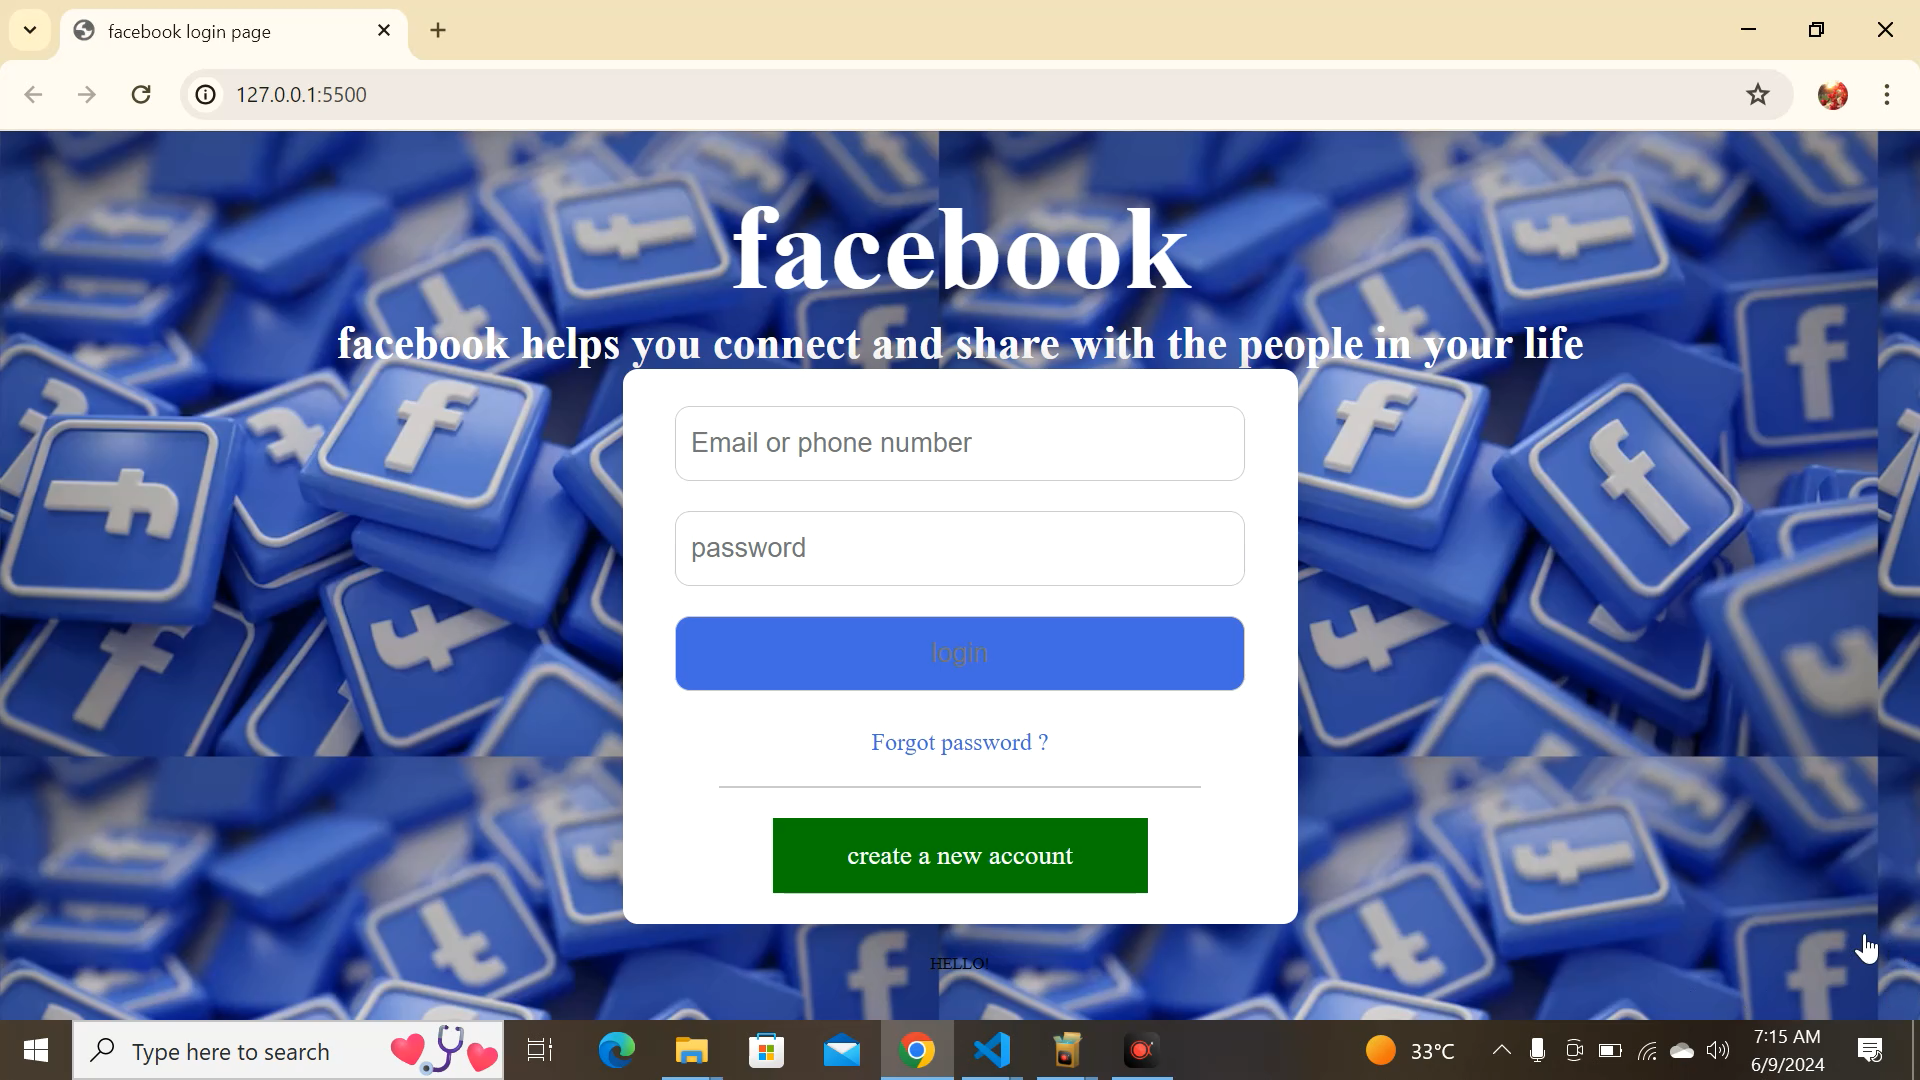 facebook login page
127.0.0.1:5500
facebook
facebook helps you connect and share with the people in your life
Email or phone number
password
login
Forgot password ?
create a new account
HELLO!
Type here to search
33°C
7:15 AM
6/9/2024